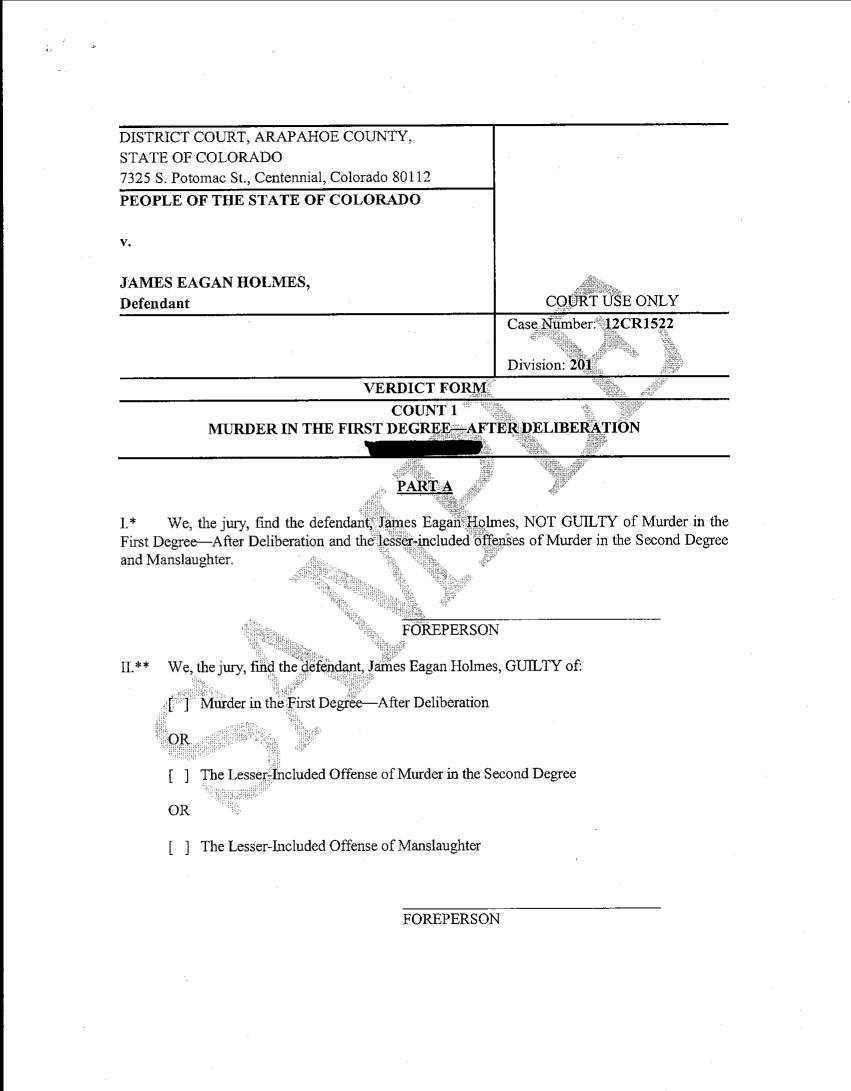 DISTRICT COURT, ARAPAHOE COUNTY,
STATE OF COLORADO
7325 S. Potomac St., Centennial, Colorado 80112
PEOPLE OF THE STATE OF COLORADO
v.
JAMES EAGAN HOLMES,
Defendant
COURT USE ONLY
Case Number: 12CR1522
Division: 201
VERDICT FORM
COUNT 1
MURDER IN THE FIRST DEGREE—AFTER DELIBERATION
PART A
I.* We, the jury, find the defendant, James Eagan Holmes, NOT GUILTY of Murder in the
First Degree—After Deliberation and the lesser-included offenses of Murder in the Second Degree
and Manslaughter.
FOREPERSON
II.** We, the jury, find the defendant, James Eagan Holmes, GUILTY of:
[ ] Murder in the First Degree—After Deliberation
OR
[ ] The Lesser-Included Offense of Murder in the Second Degree
OR
[ ] The Lesser-Included Offense of Manslaughter
FOREPERSON
SAMPLE